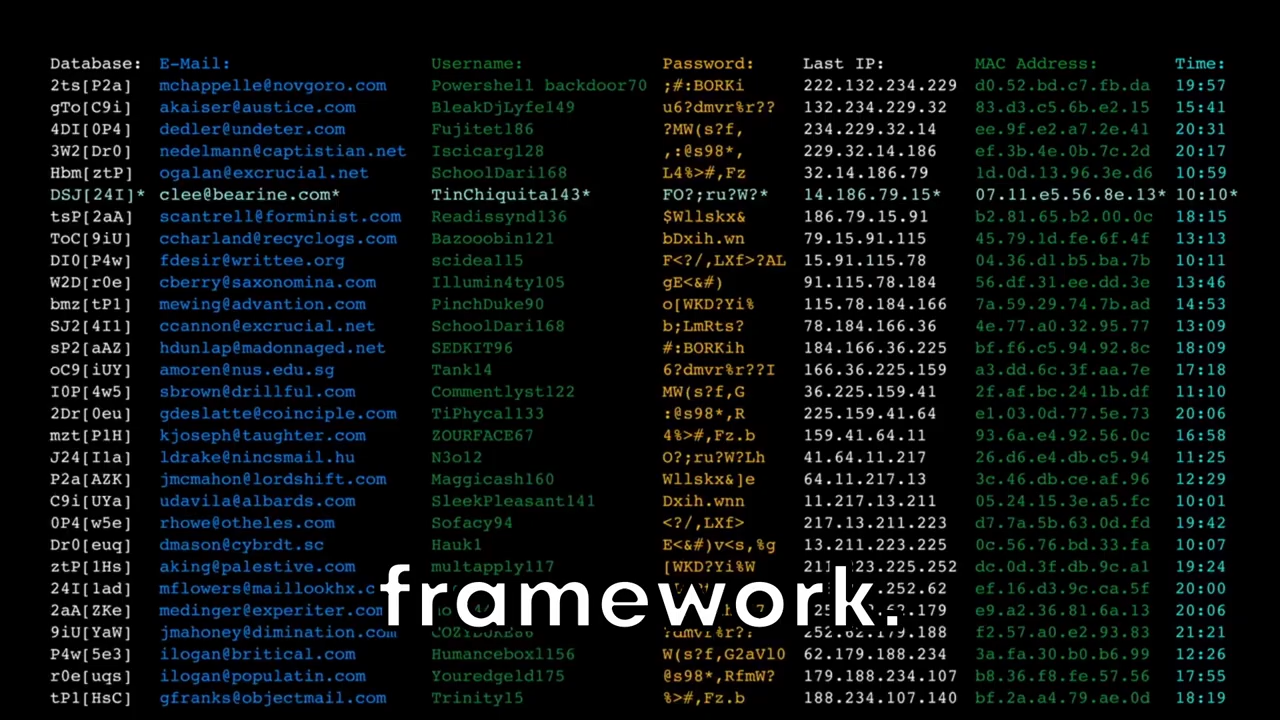 Database: E-Mail: Username: Password: Last IP: MAC Address: Time:
2ts[P2a] mchappelle@novgoro.com Powershell backdoor70 ;#:BORKi 222.132.234.229 d0.52.bd.c7.fb.da 19:57
gTo[C9i] akaiser@austice.com BleakDjLyfe149 u6?dmvr%r?? 132.234.229.32 83.d3.c5.6b.e2.15 15:41
4DI[0P4] dedler@undeter.com Fujitet186 ?MW(s?f, 234.229.32.14 ee.9f.e2.a7.2e.41 20:31
3W2[Dr0] nedelmann@captistian.net Iscicargl28 ,:@s98*, 229.32.14.186 ef.3b.4e.0b.7c.2d 20:17
Hbm[ztP] ogalan@excrucial.net SchoolDari168 L4%>#,Fz 32.14.186.79 1d.0d.13.96.3e.d6 10:59
DSJ[24I]* clee@bearine.com* TinChiquita143* FO?;ru?W?* 14.186.79.15* 07.11.e5.56.8e.13* 10:10*
tsP[2aA] scantrell@forminist.com Readissynd136 $Wllskx& 186.79.15.91 b2.81.65.b2.00.0c 18:15
ToC[9iU] ccharland@recyclogs.com Bazooobin121 bDxih.wn 79.15.91.115 45.79.1d.fe.6f.4f 13:13
DI0[P4w] fdesir@writtee.org scidea115 F<?/,LXf>?AL 15.91.115.78 04.36.d1.b5.ba.7b 10:11
W2D[r0e] cberry@saxonomina.com Illumin4ty105 gE<&#) 91.115.78.184 56.df.31.ee.dd.3e 13:46
bmz[tP1] mewing@advantion.com PinchDuke90 o[WKD?Yi% 115.78.184.166 7a.59.29.74.7b.ad 14:53
SJ2[4I1] ccannon@excrucial.net SchoolDari168 b;LmRts? 78.184.166.36 4e.77.a0.32.95.77 13:09
sP2[aAZ] hdunlap@madonnaged.net SEDKIT96 #:BORKih 184.166.36.225 bf.f6.c5.94.92.8c 18:09
oC9[iUY] amoren@nus.edu.sg Tank14 6?dmvr%r??I 166.36.225.159 a3.dd.6c.3f.aa.7e 17:18
I0P[4w5] sbrown@drillful.com Commentlyst122 MW(s?f,G 36.225.159.41 2f.af.bc.24.1b.df 11:10
2Dr[0eu] gdeslatte@coinciple.com TiPhycal133 :@s98*,R 225.159.41.64 e1.03.0d.77.5e.73 20:06
mzt[P1H] kjoseph@taughter.com ZOURFACE67 4%>#,Fz.b 159.41.64.11 93.6a.e4.92.56.0c 16:58
J24[I1a] ldrake@nincsmail.hu N3ol2 O?;ru?W?Lh 41.64.11.217 26.d6.e4.db.c5.94 11:25
P2a[AZK] jmcmahon@lordshift.com Maggicash160 Wllskx&]e 64.11.217.13 3c.46.db.ce.af.96 12:29
C9i[UYa] udavila@albards.com SleekPleasant141 Dxih.wnn 11.217.13.211 05.24.15.3e.a5.fc 10:01
0P4[w5e] rhowe@otheles.com Sofacy94 <?/,LXf> 217.13.211.223 d7.7a.5b.63.0d.fd 19:42
Dr0[euq] dmason@cybrdt.sc Hauk1 E<&#)v<s,%g 13.211.223.225 0c.56.76.bd.33.fa 10:07
ztP[1Hs] aking@palestive.com multapply117 [WKD?Yi%W 211.223.225.252 dc.0d.3f.db.9c.a1 19:24
24I[1ad] mflowers@maillookhx.c .252.62 ef.16.d3.9c.ca.5f 20:00
2aA[ZKe] medinger@experiter.com .179 e9.a2.36.81.6a.13 20:06
framework.
9iU[YaW] jmahoney@dimination.com COZYDUKE86 ?dmvr%r?: 252.62.179.188 f2.57.a0.e2.93.83 21:21
P4w[5e3] ilogan@britical.com Humanceboxl156 W(s?f,G2aVl0 62.179.188.234 3a.fa.30.b0.b6.99 12:26
r0e[uqs] ilogan@populatin.com Youredgeld175 @s98*,RfmW? 179.188.234.107 b8.36.f8.fe.57.56 17:55
tP1[HsC] gfranks@objectmail.com Trinity15 %>#,Fz.b 188.234.107.140 bf.2a.a4.79.ae.0d 18:19